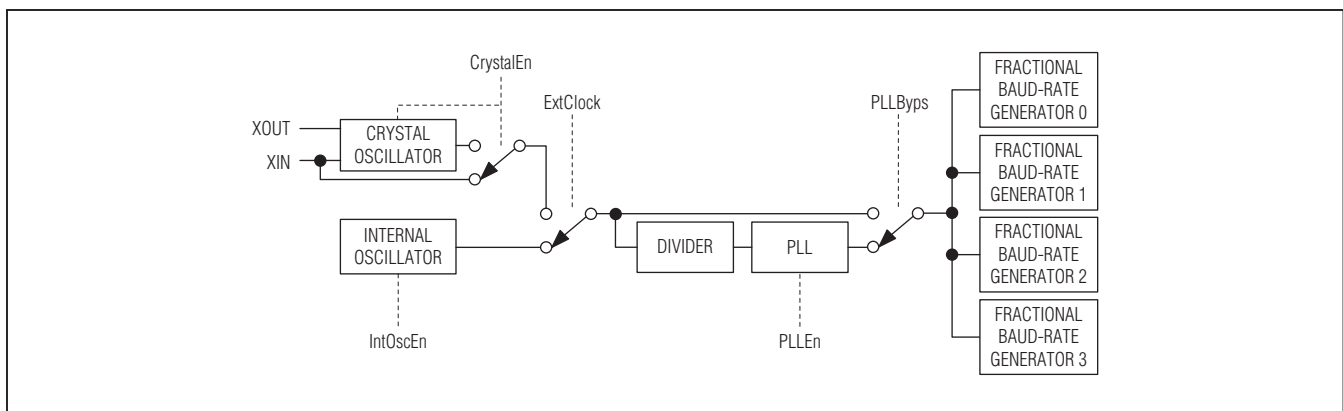 CrystalEn
ExtClock
PLLByps
XOUT
XIN
CRYSTAL
OSCILLATOR
INTERNAL
OSCILLATOR
DIVIDER
PLL
IntOscEn
PLLEn
FRACTIONAL
BAUD-RATE
GENERATOR 0
FRACTIONAL
BAUD-RATE
GENERATOR 1
FRACTIONAL
BAUD-RATE
GENERATOR 2
FRACTIONAL
BAUD-RATE
GENERATOR 3